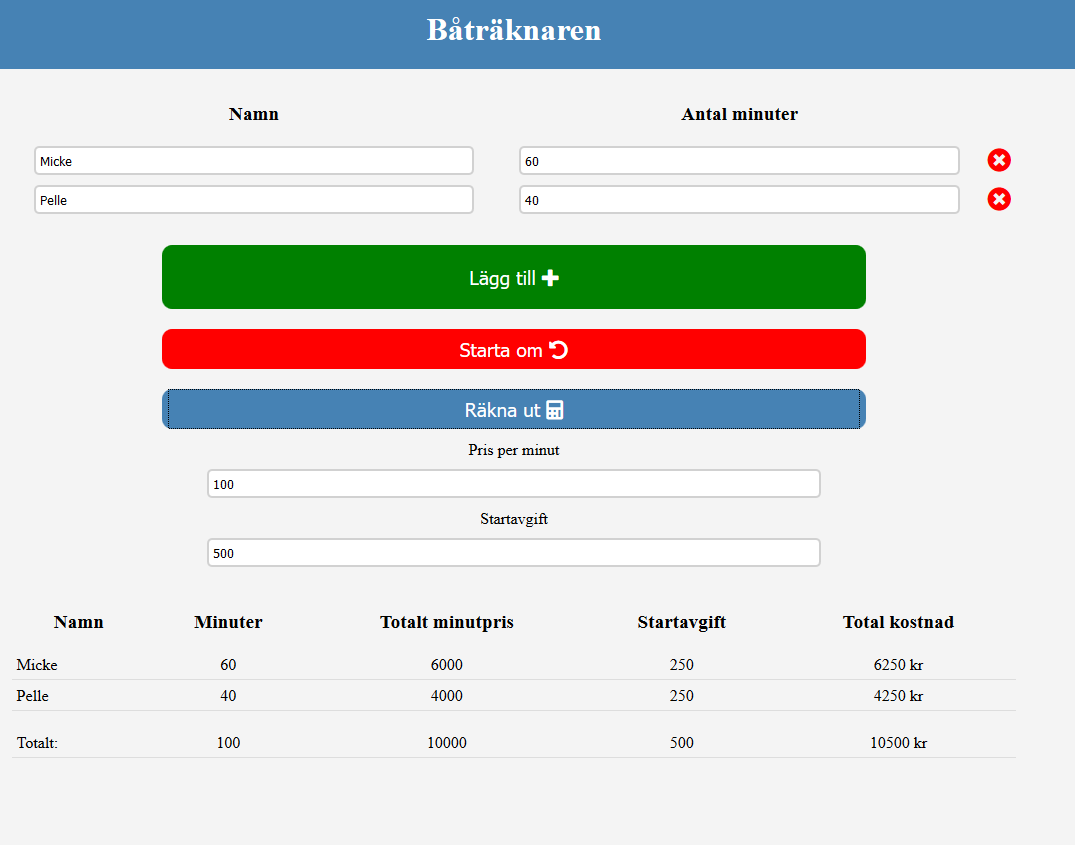 Båträknaren
Namn Antal minuter
Micke 60
Pelle 40
Lägg till
Starta om
Räkna ut
Pris per minut
100
Startavgift
500
Namn Minuter Totalt minutpris Startavgift Total kostnad
Micke 60 6000 250 6250 kr
Pelle 40 4000 250 4250 kr
Totalt: 100 10000 500 10500 kr